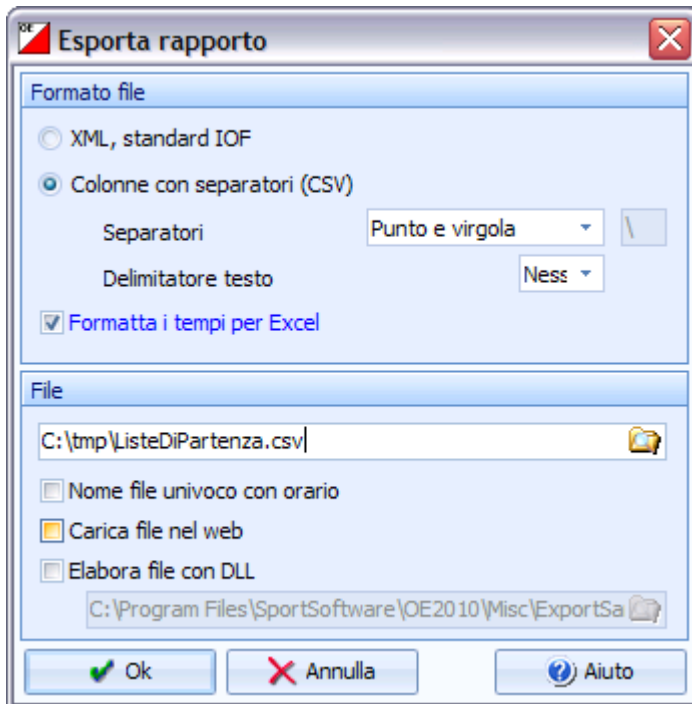 OE
Esporta rapporto
Formato file
XML, standard IOF
Colonne con separatori (CSV)
Separatori Punto e virgola \
Delimitatore testo Ness
Formatta i tempi per Excel
File
C:\tmp\ListeDiPartenza.csv
Nome file univoco con orario
Carica file nel web
Elabora file con DLL
C:\Program Files\SportSoftware\OE2010\Misc\ExportSa
Ok Annulla Aiuto